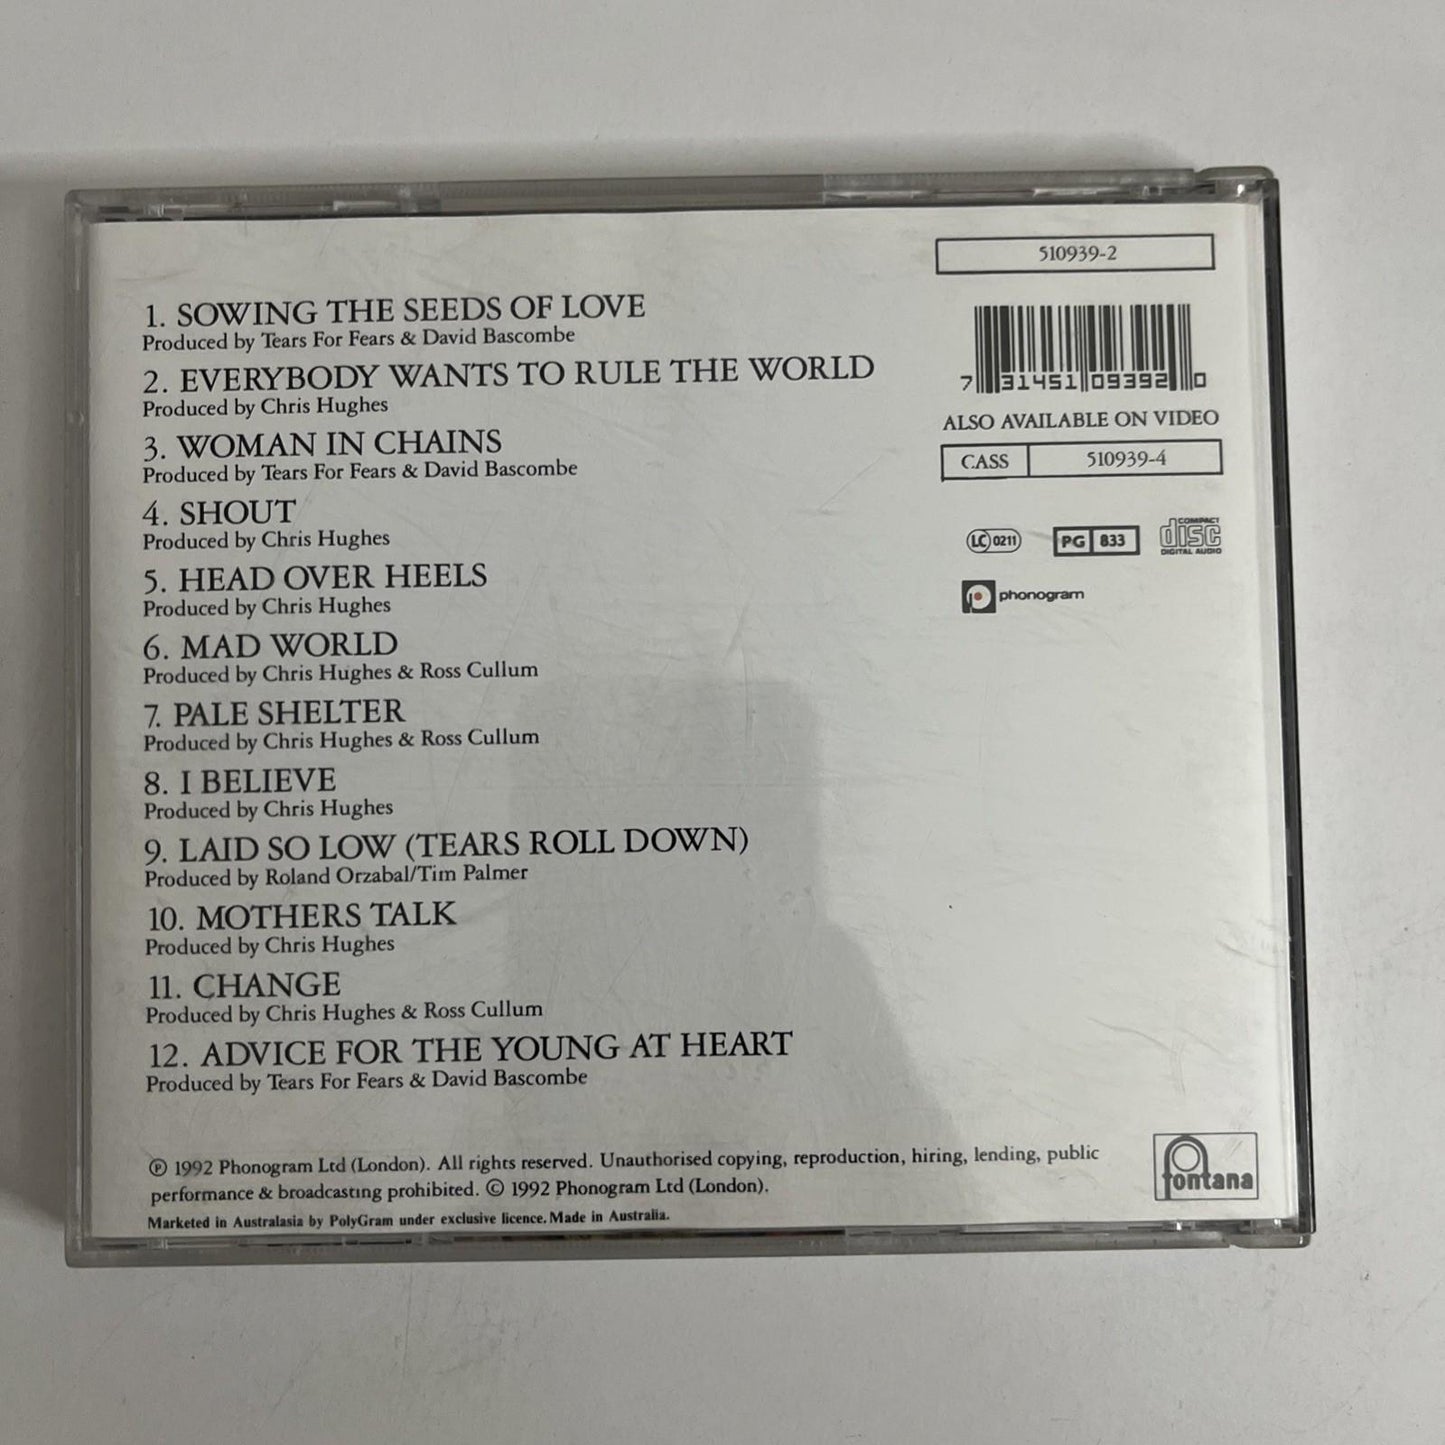 510939-2
1. SOWING THE SEEDS OF LOVE
Produced by Tears For Fears & David Bascombe
2. EVERYBODY WANTS TO RULE THE WORLD
Produced by Chris Hughes
3. WOMAN IN CHAINS
Produced by Tears For Fears & David Bascombe
4. SHOUT
Produced by Chris Hughes
5. HEAD OVER HEELS
Produced by Chris Hughes
6. MAD WORLD
Produced by Chris Hughes & Ross Cullum
7. PALE SHELTER
Produced by Chris Hughes & Ross Cullum
8. I BELIEVE
Produced by Chris Hughes
9. LAID SO LOW (TEARS ROLL DOWN)
Produced by Roland Orzabal/Tim Palmer
10. MOTHERS TALK
Produced by Chris Hughes
11. CHANGE
Produced by Chris Hughes & Ross Cullum
12. ADVICE FOR THE YOUNG AT HEART
Produced by Tears For Fears & David Bascombe
7 31451 09392 0
ALSO AVAILABLE ON VIDEO
CASS 510939-4
LC 0211 PG 833 COMPACT disc DIGITAL AUDIO
phonogram
℗ 1992 Phonogram Ltd (London). All rights reserved. Unauthorised copying, reproduction, hiring, lending, public
performance & broadcasting prohibited. © 1992 Phonogram Ltd (London).
Marketed in Australasia by PolyGram under exclusive licence. Made in Australia.
fontana